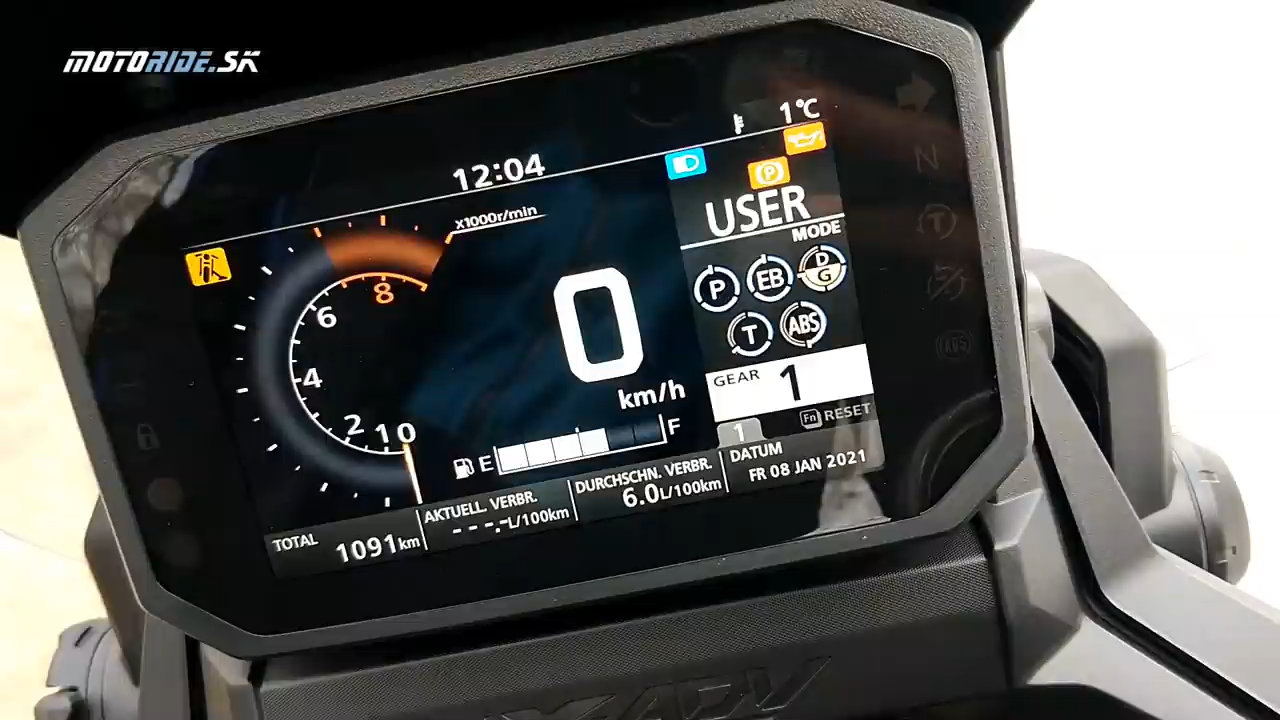 MOTORIDE.SK
1°C
12:04
x1000r/min
USER
MODE
P EB D G
T ABS
8
6
4
2
1 0
0
km/h
GEAR 1
Fn RESET
1
E F
TOTAL 1091km
AKTUELL. VERBR.
---.-L/100km
DURCHSCHN. VERBR.
6.0L/100km
DATUM
FR 08 JAN 2021
N
T
ABS
X-ADV